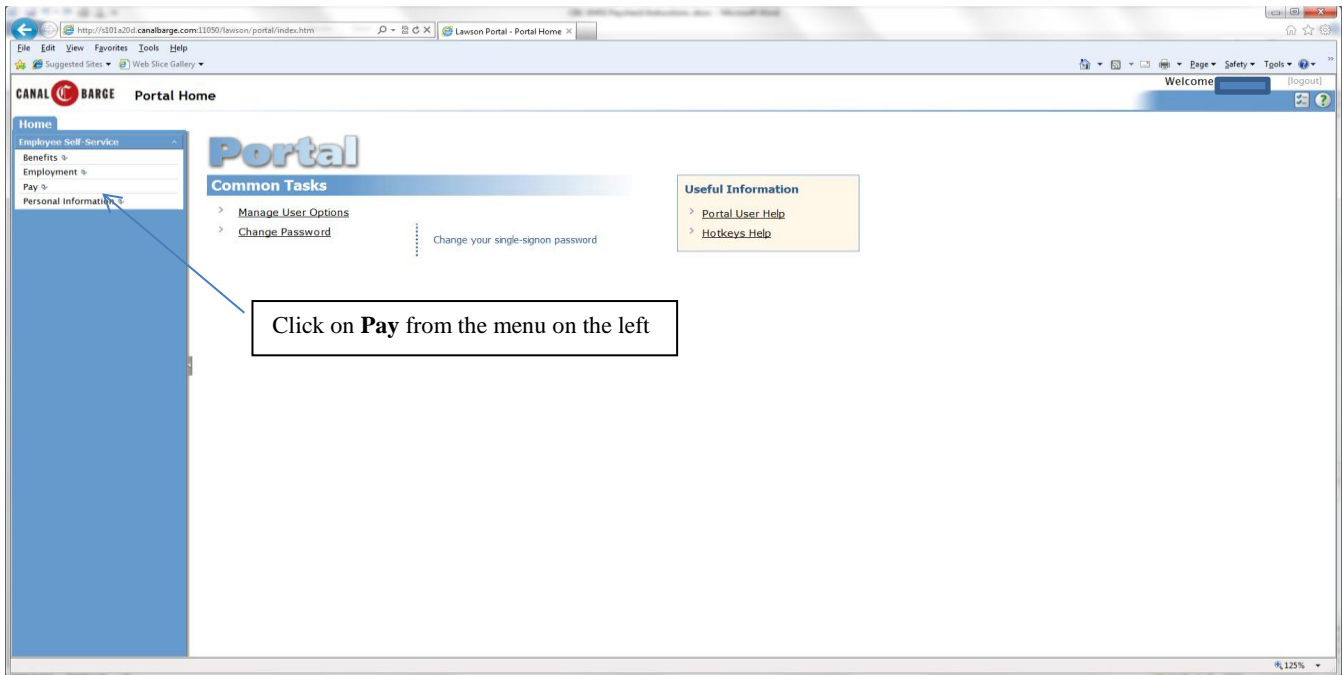 http://s101a20d.canalbarge.com:11050/lawson/portal/index.htm
Lawson Portal - Portal Home
File Edit View Favorites Tools Help
Suggested Sites Web Slice Gallery
Page Safety Tools
CANAL BARGE Portal Home
Welcome
[logout]
Home
Employee Self-Service
Benefits
Employment
Pay
Personal Information
Portal
Common Tasks
Manage User Options
Change Password
Change your single-signon password
Useful Information
Portal User Help
Hotkeys Help
Click on Pay from the menu on the left
125%